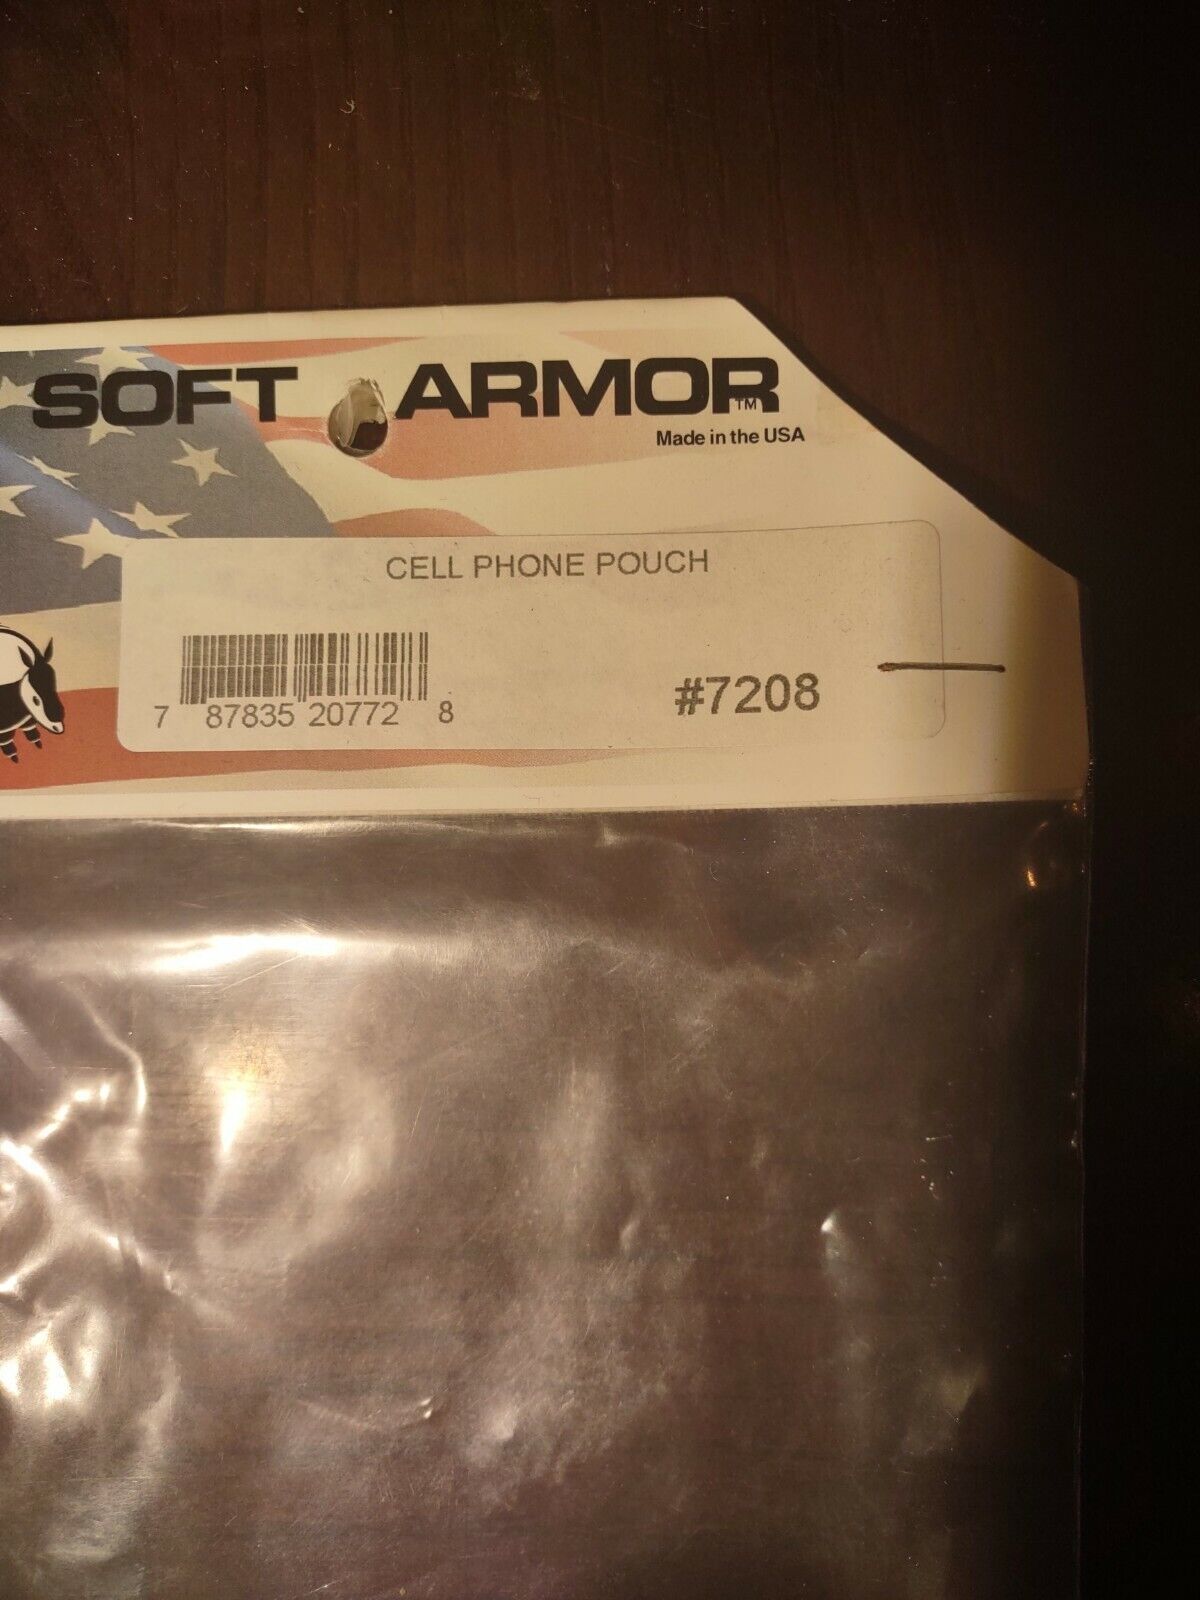 SOFT ARMOR™
Made in the USA
CELL PHONE POUCH
7 87835 20772 8
#7208